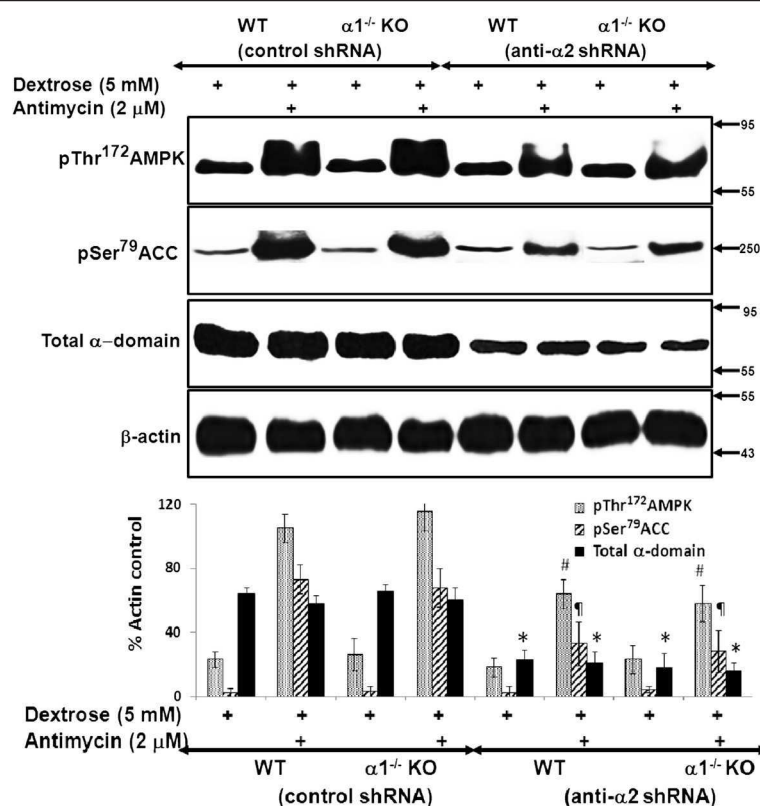 WT α1⁻/⁻ KO WT α1⁻/⁻ KO
(control shRNA) (anti-α2 shRNA)
Dextrose (5 mM) + + + + + + + +
Antimycin (2 μM) + + + +
95
pThr¹⁷²AMPK
55
pSer⁷⁹ACC
250
95
Total α–domain
55
55
β-actin
43
120
pThr¹⁷²AMPK
pSer⁷⁹ACC
Total α-domain
80
% Actin control
# #
¶ ¶
40
* * * *
0
Dextrose (5 mM) + + + + + + + +
Antimycin (2 μM) + + + +
WT α1⁻/⁻ KO WT α1⁻/⁻ KO
(control shRNA) (anti-α2 shRNA)